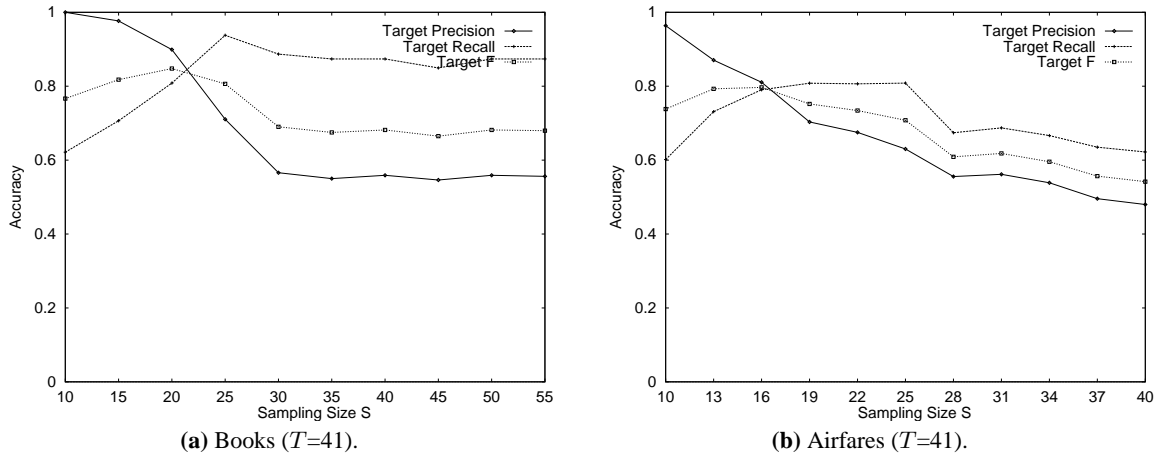 1
0.8
0.6
0.4
0.2
0
Accuracy
Target Precision
Target Recall
Target F
10 15 20 25 30 35 40 45 50 55
Sampling Size S
(a) Books (T=41).
1
0.8
0.6
0.4
0.2
0
Accuracy
Target Precision
Target Recall
Target F
10 13 16 19 22 25 28 31 34 37 40
Sampling Size S
(b) Airfares (T=41).